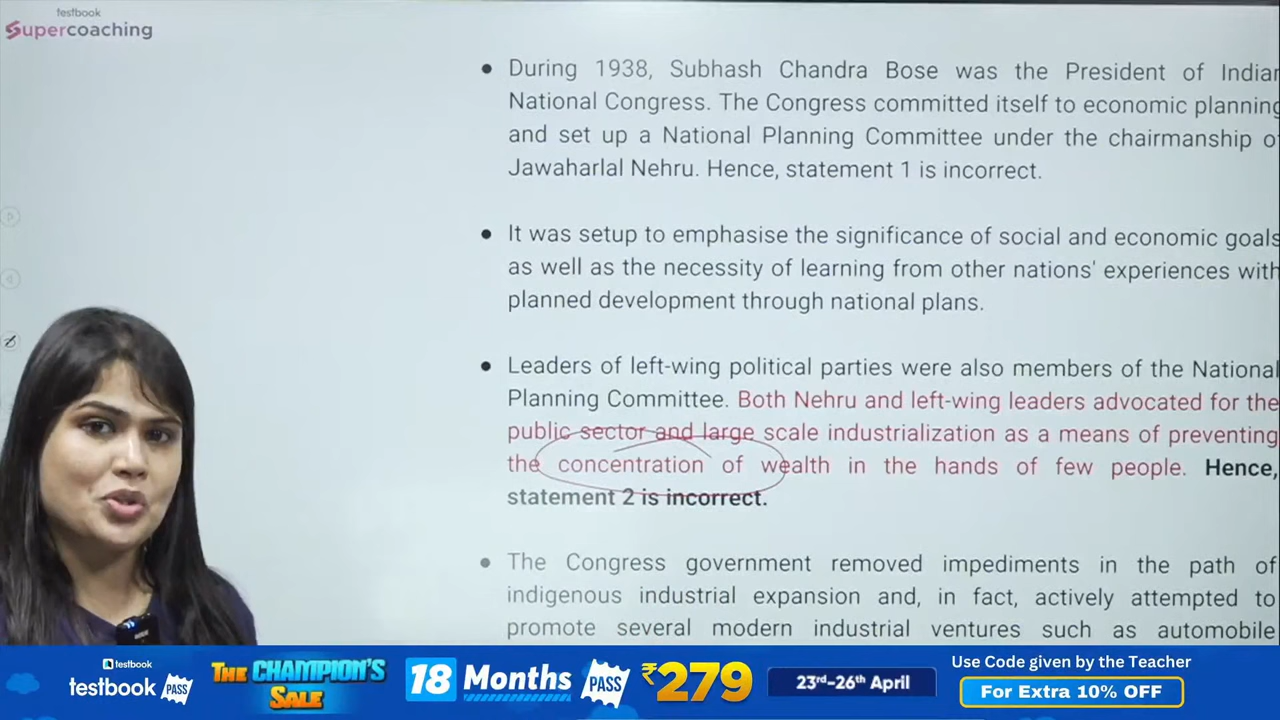 testbook
Supercoaching
During 1938, Subhash Chandra Bose was the President of Indian
National Congress. The Congress committed itself to economic planning
and set up a National Planning Committee under the chairmanship o
Jawaharlal Nehru. Hence, statement 1 is incorrect.
It was setup to emphasise the significance of social and economic goals
as well as the necessity of learning from other nations' experiences with
planned development through national plans.
Leaders of left-wing political parties were also members of the National
Planning Committee. Both Nehru and left-wing leaders advocated for the
public sector and large scale industrialization as a means of preventing
the concentration of wealth in the hands of few people. Hence,
statement 2 is incorrect.
The Congress government removed impediments in the path of
indigenous industrial expansion and, in fact, actively attempted to
promote several modern industrial ventures such as automobile
testbook
testbook PASS
THE CHAMPION'S
SALE
18 Months PASS ₹279
23rd-26th April
Use Code given by the Teacher
For Extra 10% OFF